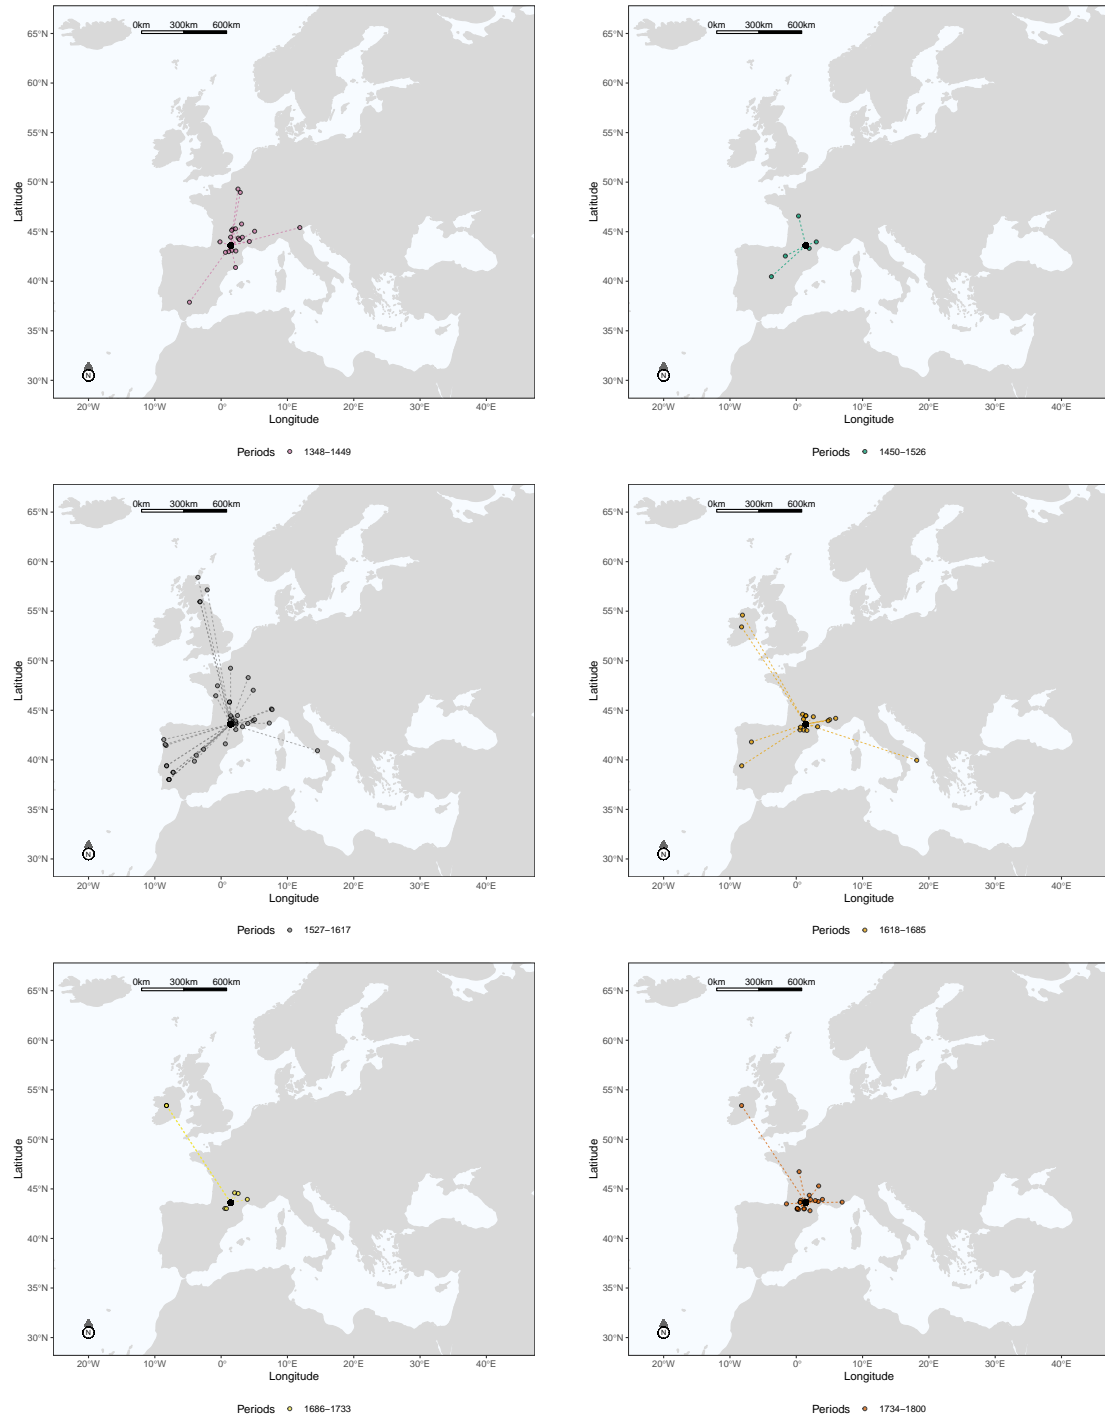 0km 300km 600km
65°N
60°N
55°N
50°N
45°N
40°N
35°N
30°N
Latitude
N
20°W 10°W 0° 10°E 20°E 30°E 40°E
Longitude
Periods 1348–1449
0km 300km 600km
65°N
60°N
55°N
50°N
45°N
40°N
35°N
30°N
Latitude
N
20°W 10°W 0° 10°E 20°E 30°E 40°E
Longitude
Periods 1450–1526
0km 300km 600km
65°N
60°N
55°N
50°N
45°N
40°N
35°N
30°N
Latitude
N
20°W 10°W 0° 10°E 20°E 30°E 40°E
Longitude
Periods 1527–1617
0km 300km 600km
65°N
60°N
55°N
50°N
45°N
40°N
35°N
30°N
Latitude
N
20°W 10°W 0° 10°E 20°E 30°E 40°E
Longitude
Periods 1618–1685
0km 300km 600km
65°N
60°N
55°N
50°N
45°N
40°N
35°N
30°N
Latitude
N
20°W 10°W 0° 10°E 20°E 30°E 40°E
Longitude
Periods 1686–1733
0km 300km 600km
65°N
60°N
55°N
50°N
45°N
40°N
35°N
30°N
Latitude
N
20°W 10°W 0° 10°E 20°E 30°E 40°E
Longitude
Periods 1734–1800